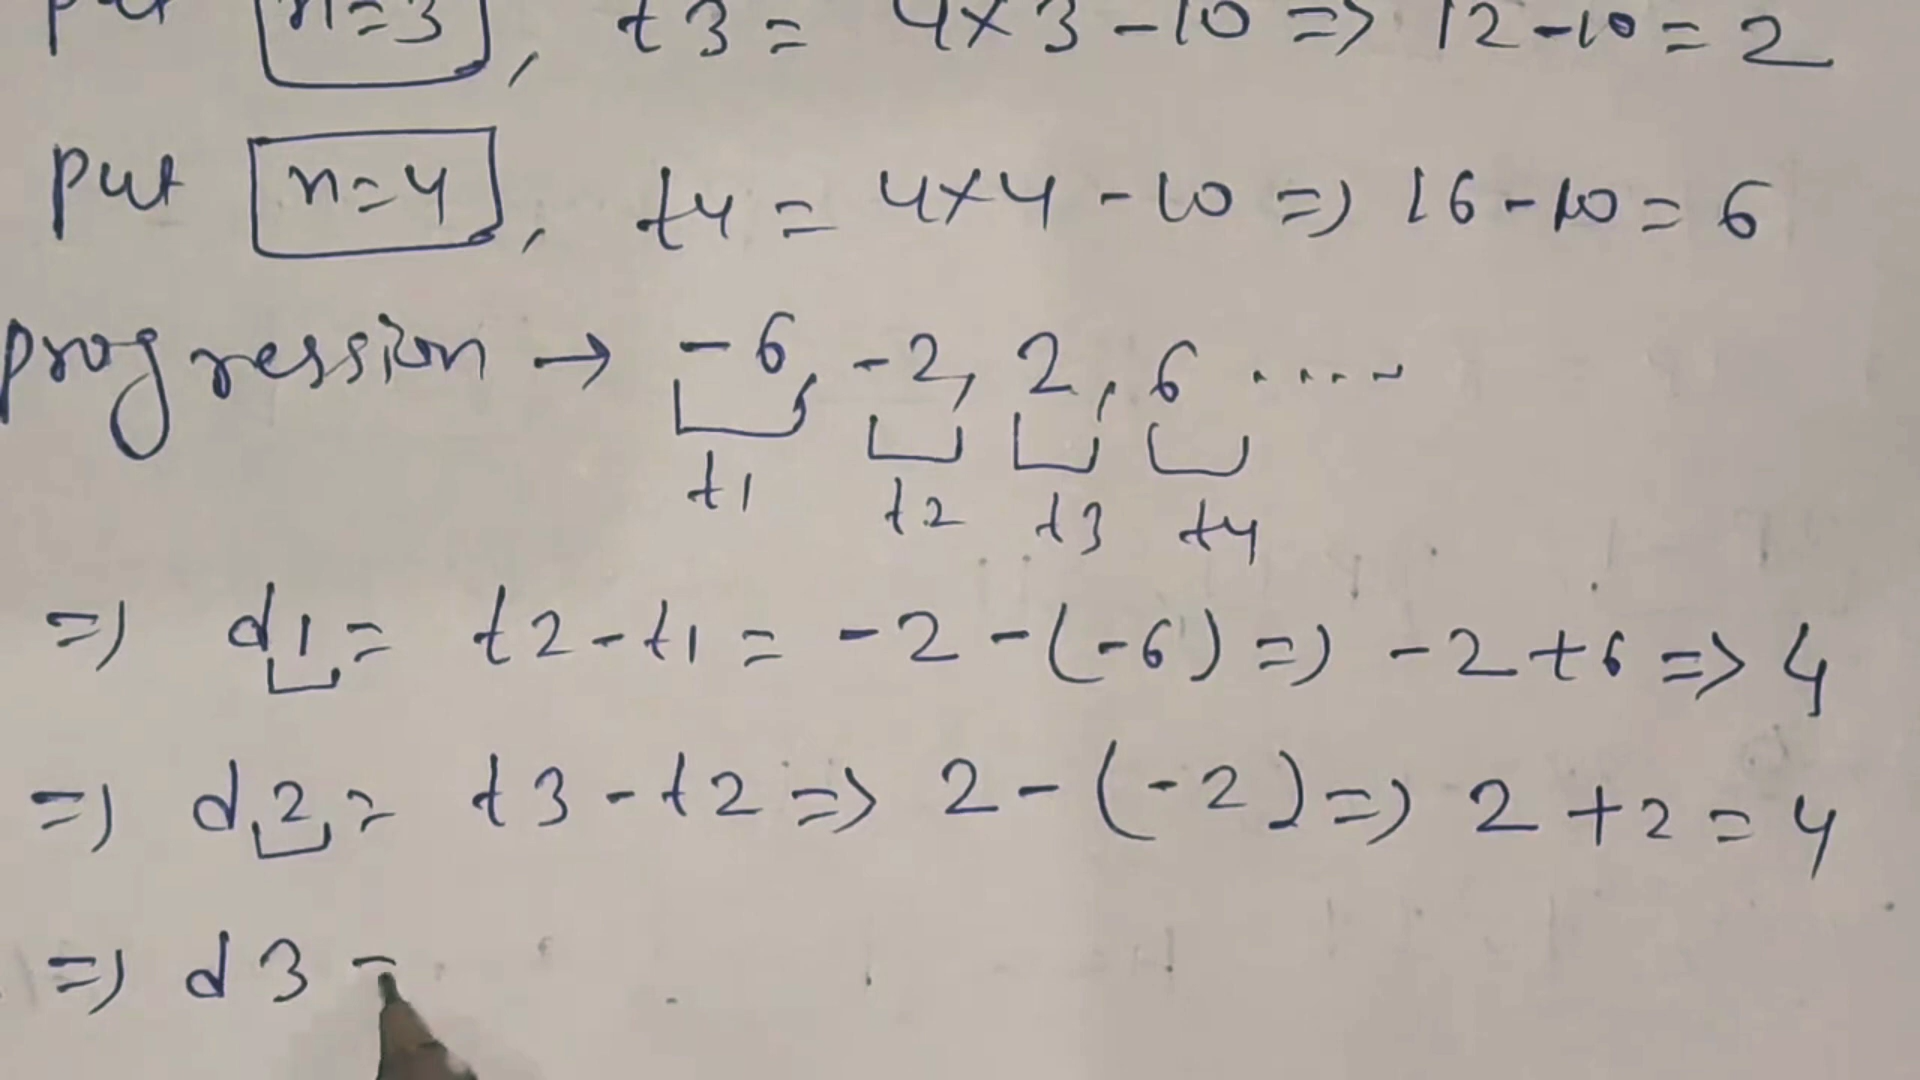 put n=3, t3 = 4×3-10 => 12-10=2
put n=4, t4 = 4×4-10 => 16-10=6
progression → -6, -2, 2, 6 ....
t1 t2 t3 t4
=> d1= t2-t1 = -2-(-6) => -2+6 => 4
=> d2= t3-t2 => 2-(-2) => 2+2=4
=> d3 -